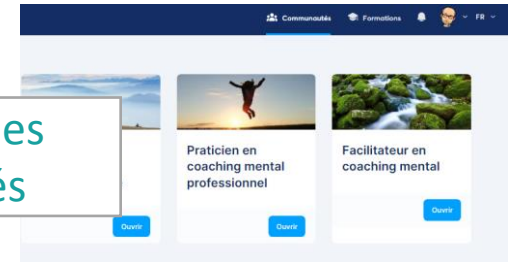 Communautés Formations FR
es
és
Praticien en
coaching mental
professionnel
Facilitateur en
coaching mental
Ouvrir
Ouvrir
Ouvrir